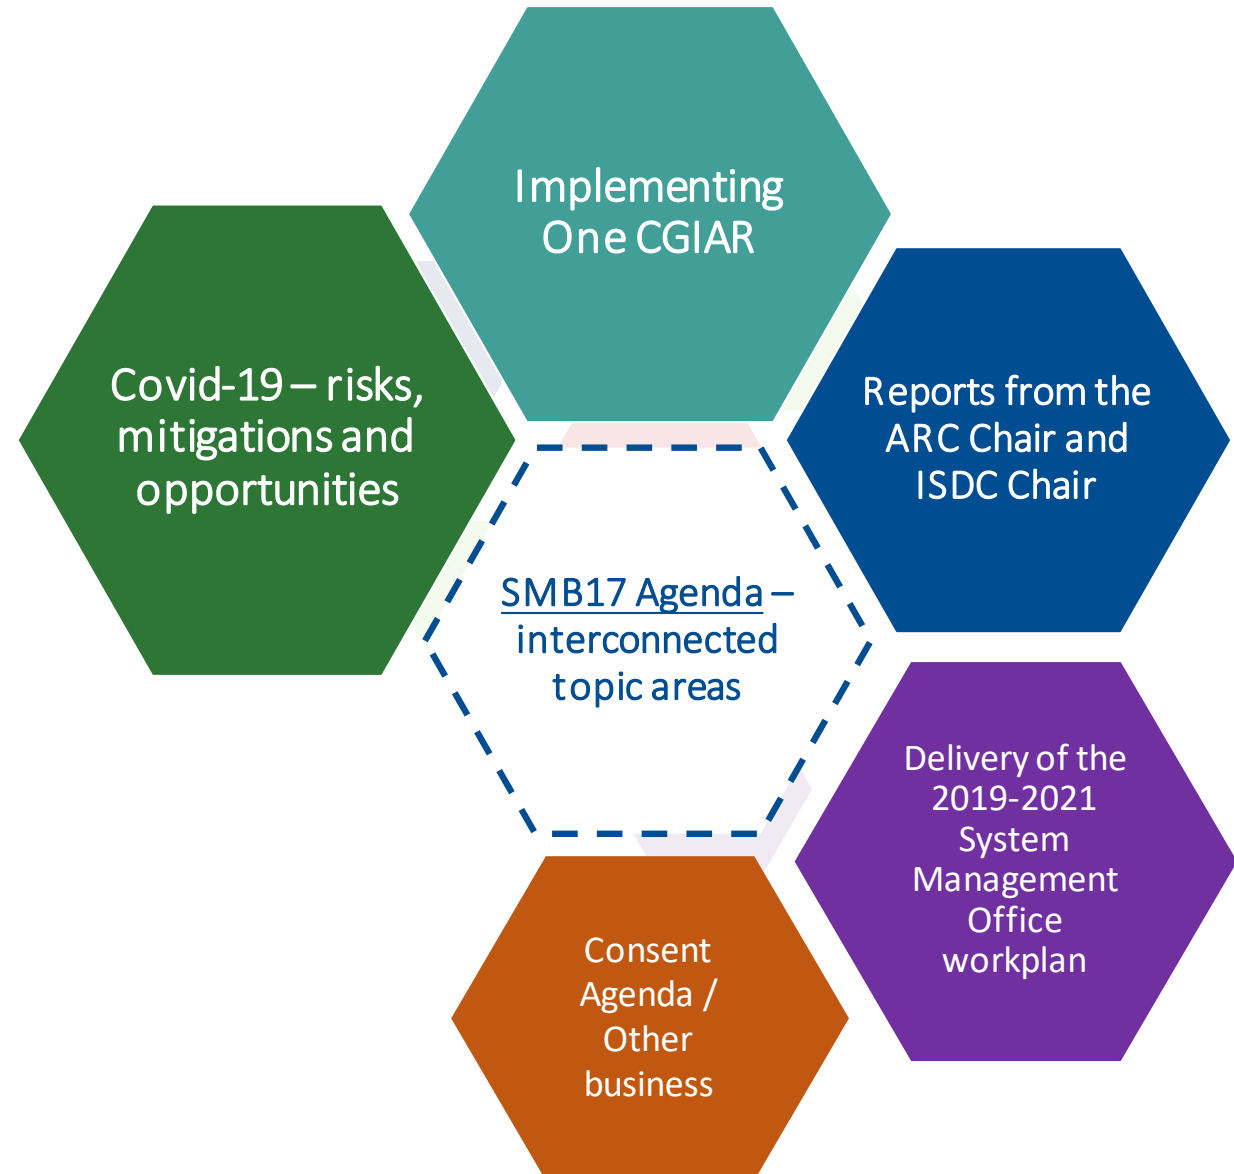 Implementing
One CGIAR
Covid-19 – risks,
mitigations and
opportunities
Reports from the
ARC Chair and
ISDC Chair
SMB17 Agenda –
interconnected
topic areas
Delivery of the
2019-2021
System
Management
Office
workplan
Consent
Agenda /
Other
business